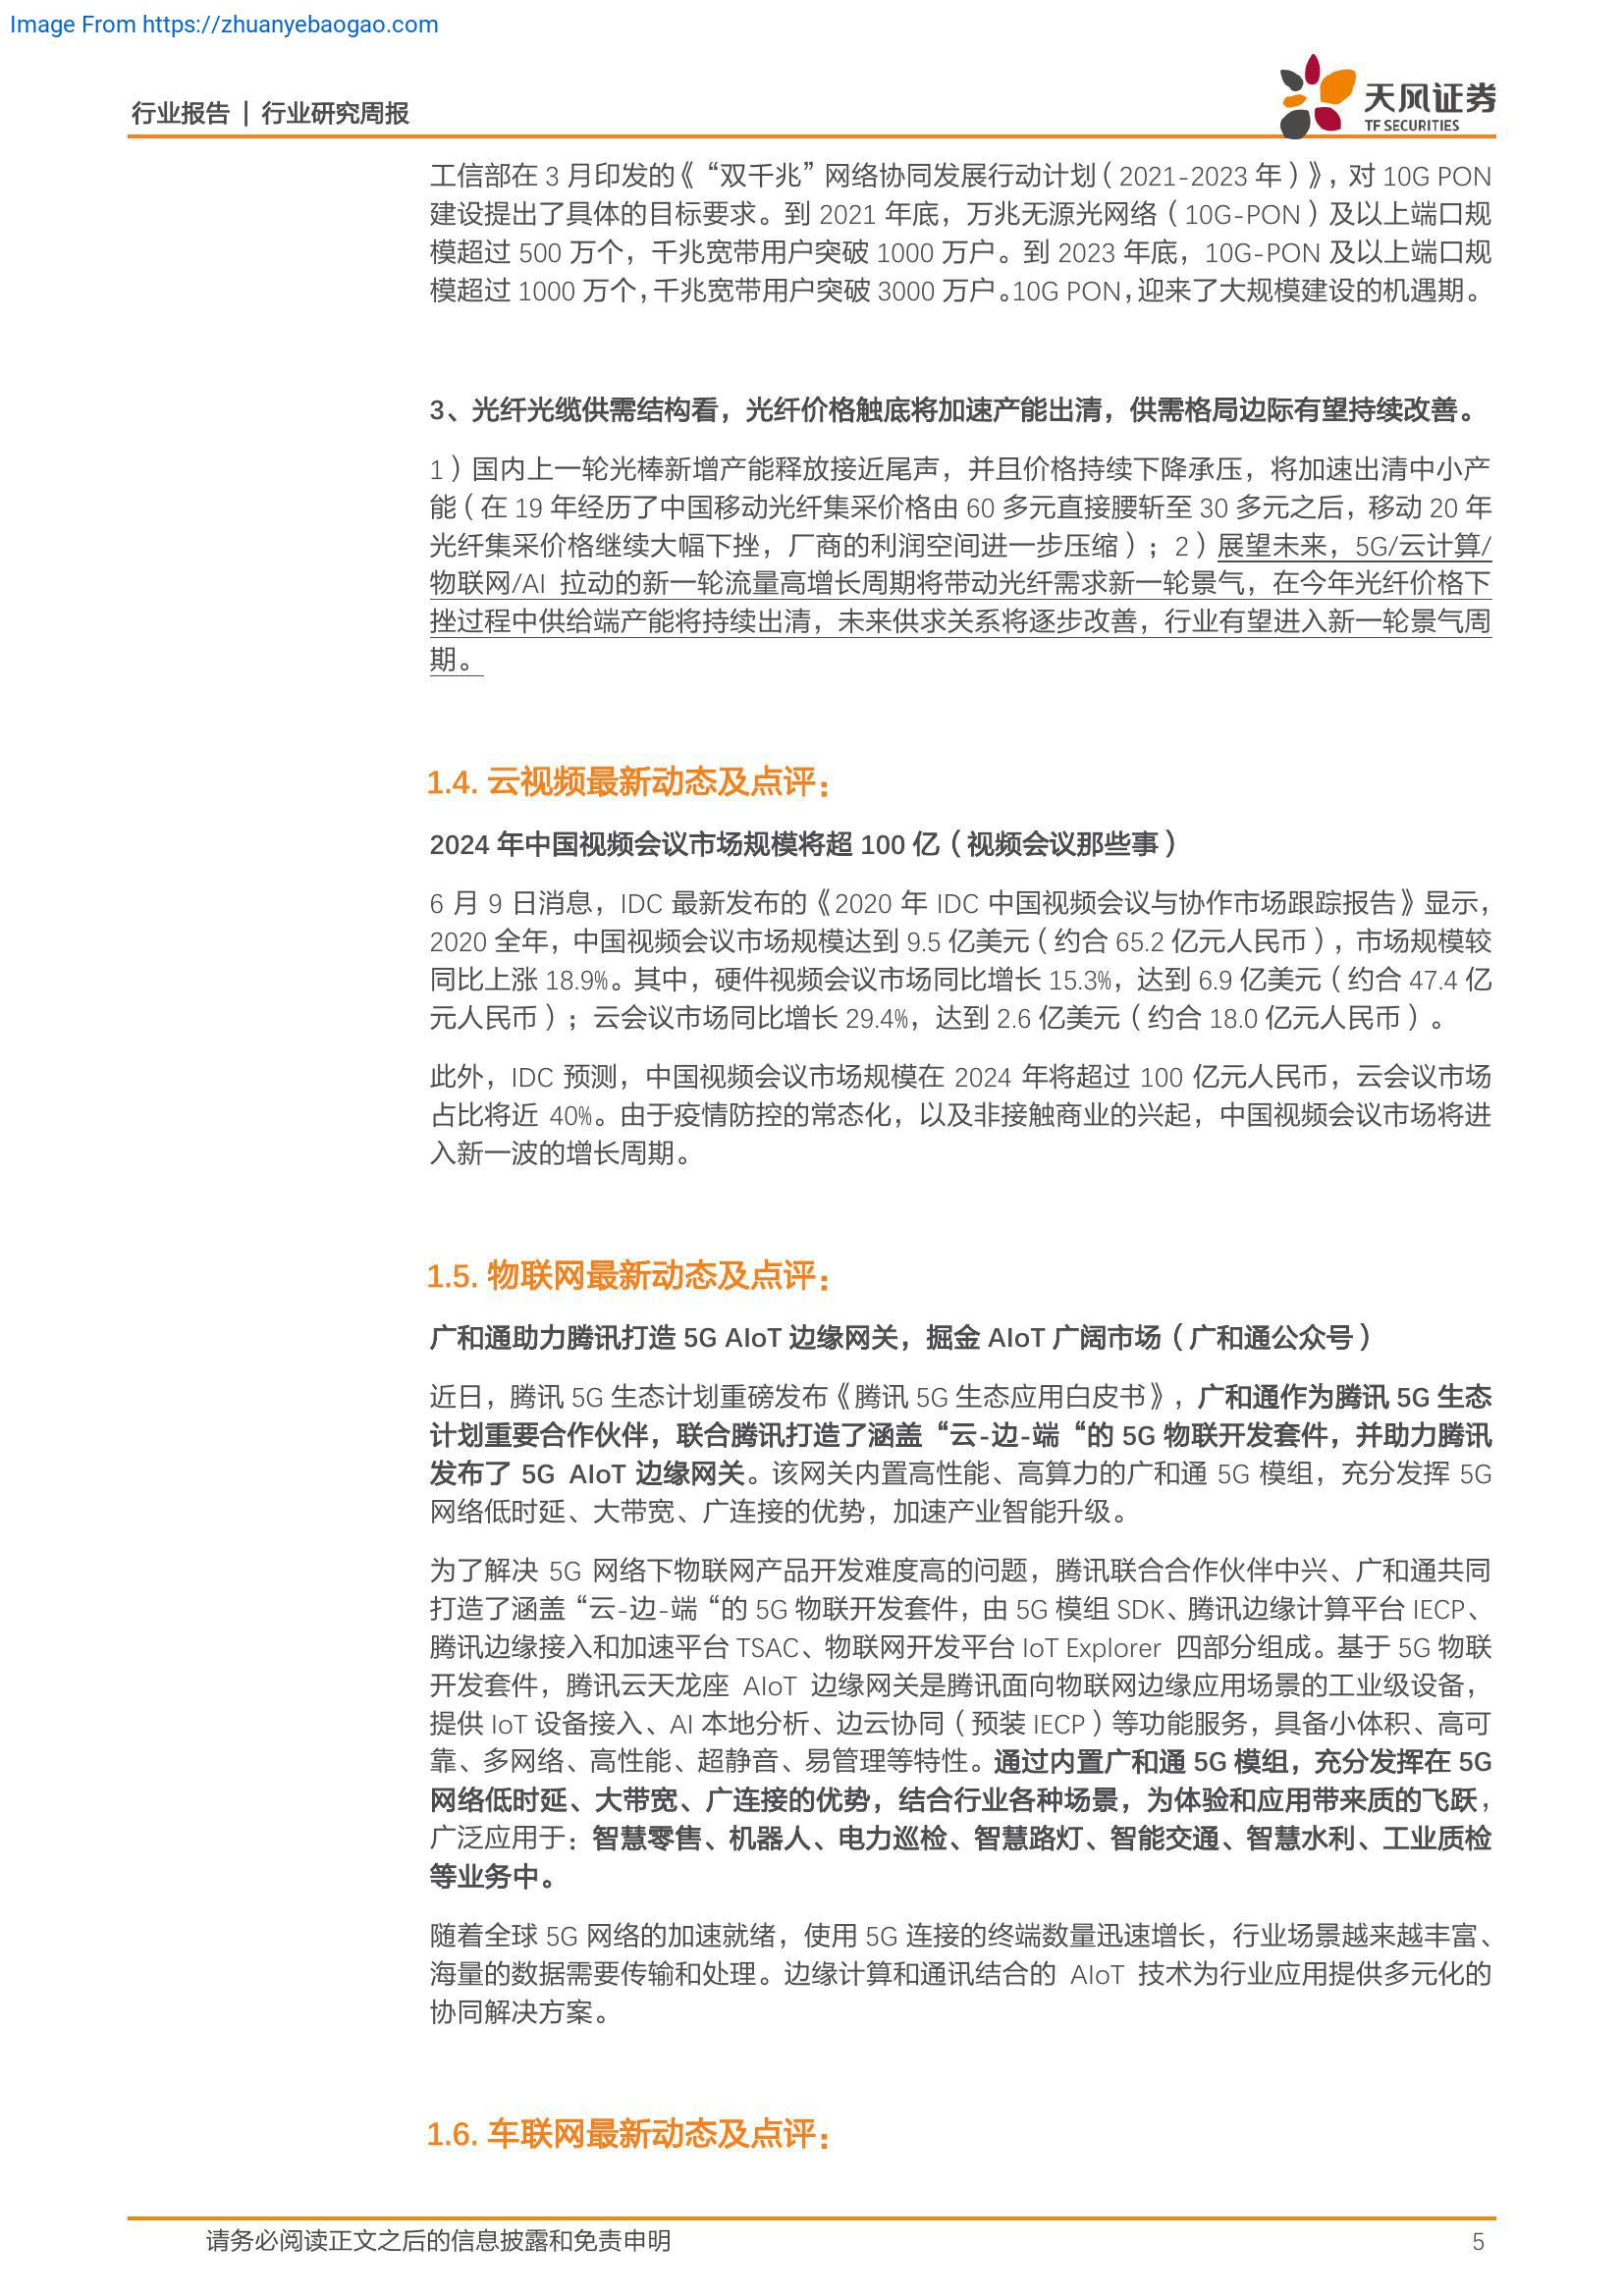 Image From https://zhuanyebaogao.com
行业报告 | 行业研究周报
天风证券
TF SECURITIES
工信部在 3 月印发的《“双千兆”网络协同发展行动计划（2021-2023 年）》，对 10G PON
建设提出了具体的目标要求。到 2021 年底，万兆无源光网络（10G-PON）及以上端口规
模超过 500 万个，千兆宽带用户突破 1000 万户。到 2023 年底，10G-PON 及以上端口规
模超过 1000 万个，千兆宽带用户突破 3000 万户。10G PON，迎来了大规模建设的机遇期。
3、光纤光缆供需结构看，光纤价格触底将加速产能出清，供需格局边际有望持续改善。
1）国内上一轮光棒新增产能释放接近尾声，并且价格持续下降承压，将加速出清中小产
能（在 19 年经历了中国移动光纤集采价格由 60 多元直接腰斩至 30 多元之后，移动 20 年
光纤集采价格继续大幅下挫，厂商的利润空间进一步压缩）；2）展望未来，5G/云计算/
物联网/AI 拉动的新一轮流量高增长周期将带动光纤需求新一轮景气，在今年光纤价格下
挫过程中供给端产能将持续出清，未来供求关系将逐步改善，行业有望进入新一轮景气周
期。
1.4. 云视频最新动态及点评：
2024 年中国视频会议市场规模将超 100 亿（视频会议那些事）
6 月 9 日消息，IDC 最新发布的《2020 年 IDC 中国视频会议与协作市场跟踪报告》显示，
2020 全年，中国视频会议市场规模达到 9.5 亿美元（约合 65.2 亿元人民币），市场规模较
同比上涨 18.9%。其中，硬件视频会议市场同比增长 15.3%，达到 6.9 亿美元（约合 47.4 亿
元人民币）；云会议市场同比增长 29.4%，达到 2.6 亿美元（约合 18.0 亿元人民币）。
此外，IDC 预测，中国视频会议市场规模在 2024 年将超过 100 亿元人民币，云会议市场
占比将近 40%。由于疫情防控的常态化，以及非接触商业的兴起，中国视频会议市场将进
入新一波的增长周期。
1.5. 物联网最新动态及点评：
广和通助力腾讯打造 5G AIoT 边缘网关，掘金 AIoT 广阔市场（广和通公众号）
近日，腾讯 5G 生态计划重磅发布《腾讯 5G 生态应用白皮书》，广和通作为腾讯 5G 生态
计划重要合作伙伴，联合腾讯打造了涵盖“云-边-端“的 5G 物联开发套件，并助力腾讯
发布了 5G AIoT 边缘网关。该网关内置高性能、高算力的广和通 5G 模组，充分发挥 5G
网络低时延、大带宽、广连接的优势，加速产业智能升级。
为了解决 5G 网络下物联网产品开发难度高的问题，腾讯联合合作伙伴中兴、广和通共同
打造了涵盖“云-边-端“的 5G 物联开发套件，由 5G 模组 SDK、腾讯边缘计算平台 IECP、
腾讯边缘接入和加速平台 TSAC、物联网开发平台 IoT Explorer 四部分组成。基于 5G 物联
开发套件，腾讯云天龙座 AIoT 边缘网关是腾讯面向物联网边缘应用场景的工业级设备，
提供 IoT 设备接入、AI 本地分析、边云协同（预装 IECP）等功能服务，具备小体积、高可
靠、多网络、高性能、超静音、易管理等特性。通过内置广和通 5G 模组，充分发挥在 5G
网络低时延、大带宽、广连接的优势，结合行业各种场景，为体验和应用带来质的飞跃，
广泛应用于：智慧零售、机器人、电力巡检、智慧路灯、智能交通、智慧水利、工业质检
等业务中。
随着全球 5G 网络的加速就绪，使用 5G 连接的终端数量迅速增长，行业场景越来越丰富、
海量的数据需要传输和处理。边缘计算和通讯结合的 AIoT 技术为行业应用提供多元化的
协同解决方案。
1.6. 车联网最新动态及点评：
请务必阅读正文之后的信息披露和免责申明
5